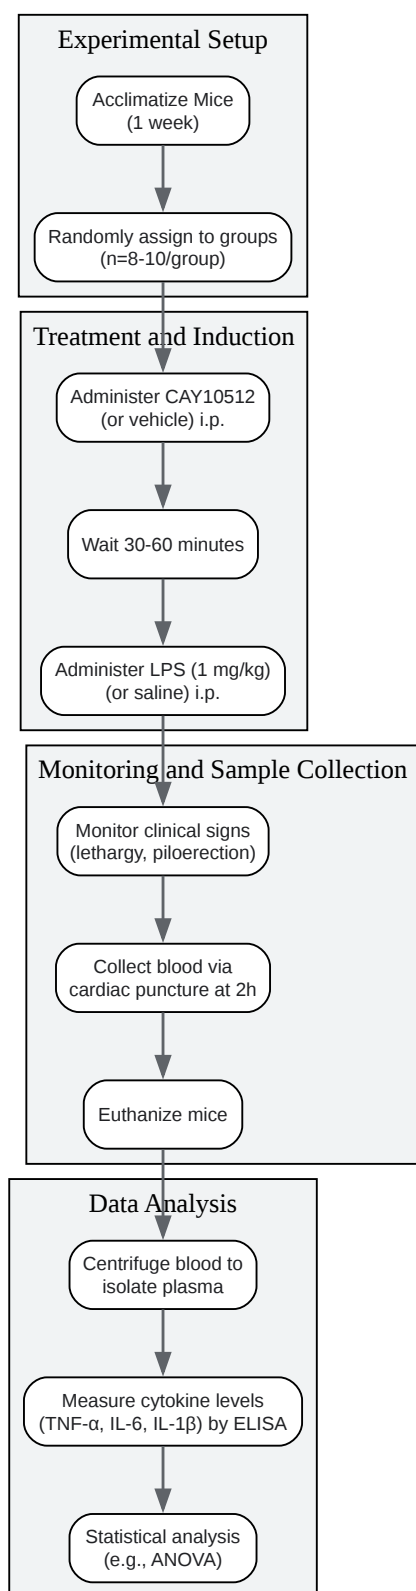 Experimental Setup
Acclimatize Mice
(1 week)
Randomly assign to groups
(n=8-10/group)
Treatment and Induction
Administer CAY10512
(or vehicle) i.p.
Wait 30-60 minutes
Administer LPS (1 mg/kg)
(or saline) i.p.
Monitoring and Sample Collection
Monitor clinical signs
(lethargy, piloerection)
Collect blood via
cardiac puncture at 2h
Euthanize mice
Data Analysis
Centrifuge blood to
isolate plasma
Measure cytokine levels
(TNF-α, IL-6, IL-1β) by ELISA
Statistical analysis
(e.g., ANOVA)